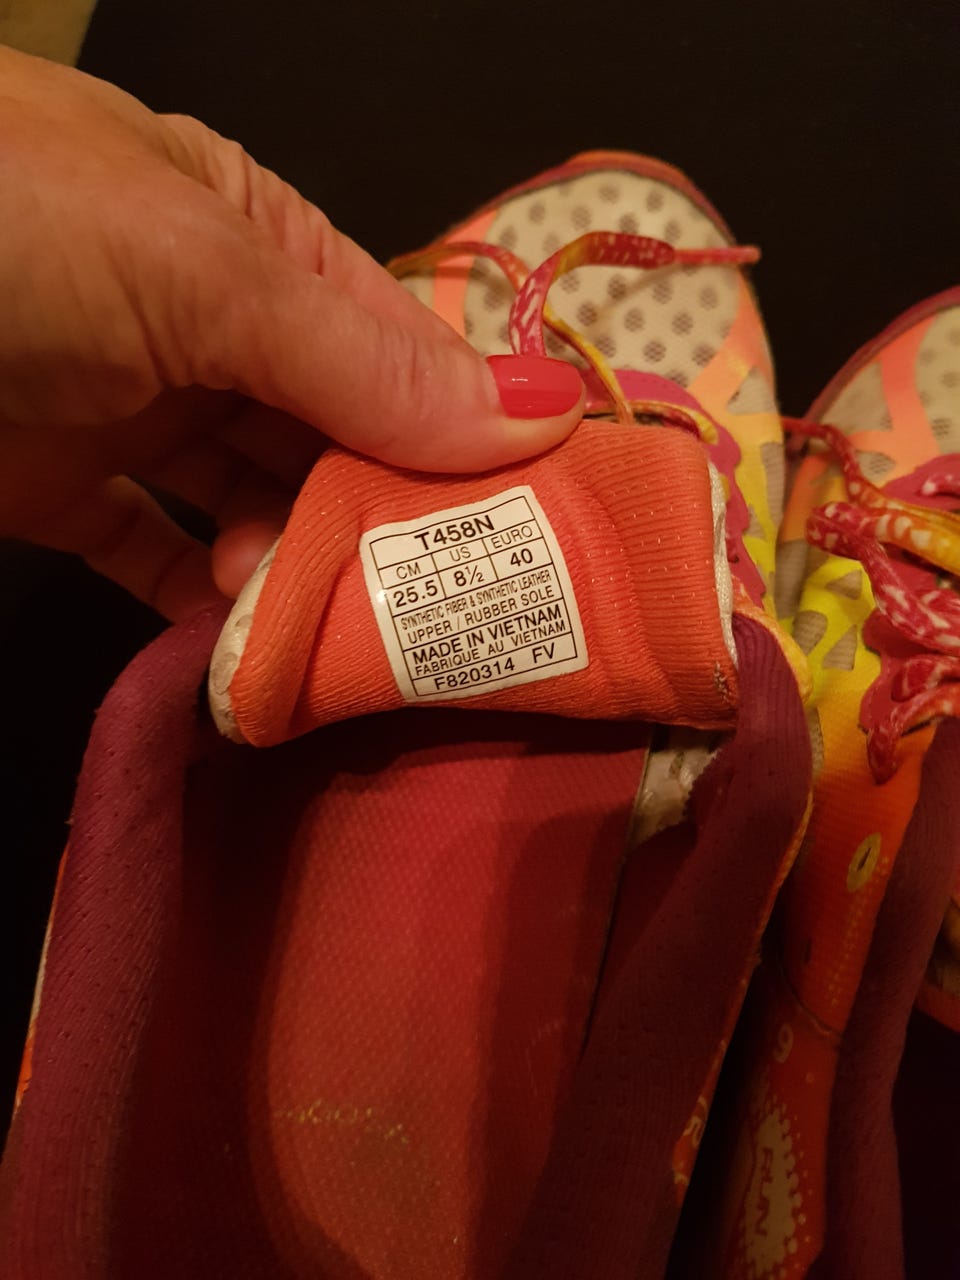 T458N
CM US EURO
25.5 8½ 40
SYNTHETIC FIBER & SYNTHETIC LEATHER
UPPER / RUBBER SOLE
MADE IN VIETNAM
FABRIQUE AU VIETNAM
F820314 FV
RUN